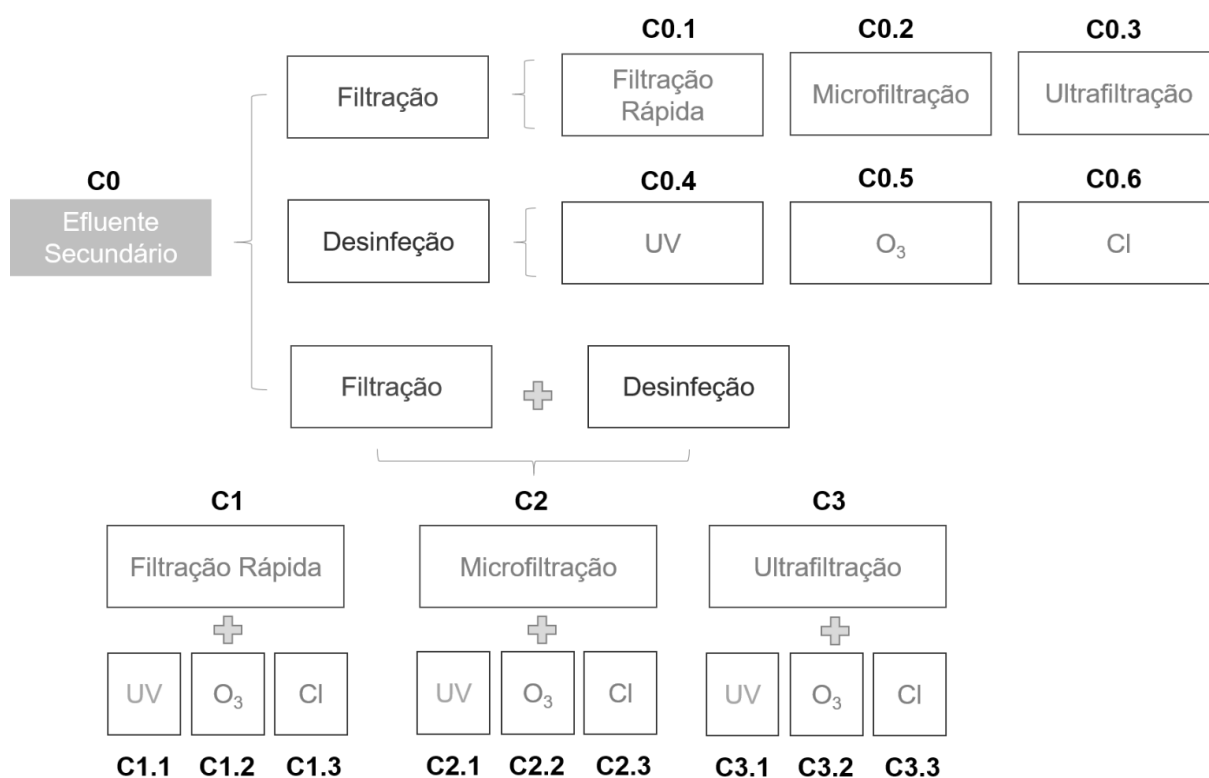 C0.1 C0.2 C0.3
Filtração
Filtração
Rápida
Microfiltração
Ultrafiltração
C0
Efluente
Secundário
C0.4 C0.5 C0.6
Desinfeção
UV
O₃
Cl
Filtração
Desinfeção
C1 C2 C3
Filtração Rápida
Microfiltração
Ultrafiltração
UV O₃ Cl
UV O₃ Cl
UV O₃ Cl
C1.1 C1.2 C1.3 C2.1 C2.2 C2.3 C3.1 C3.2 C3.3